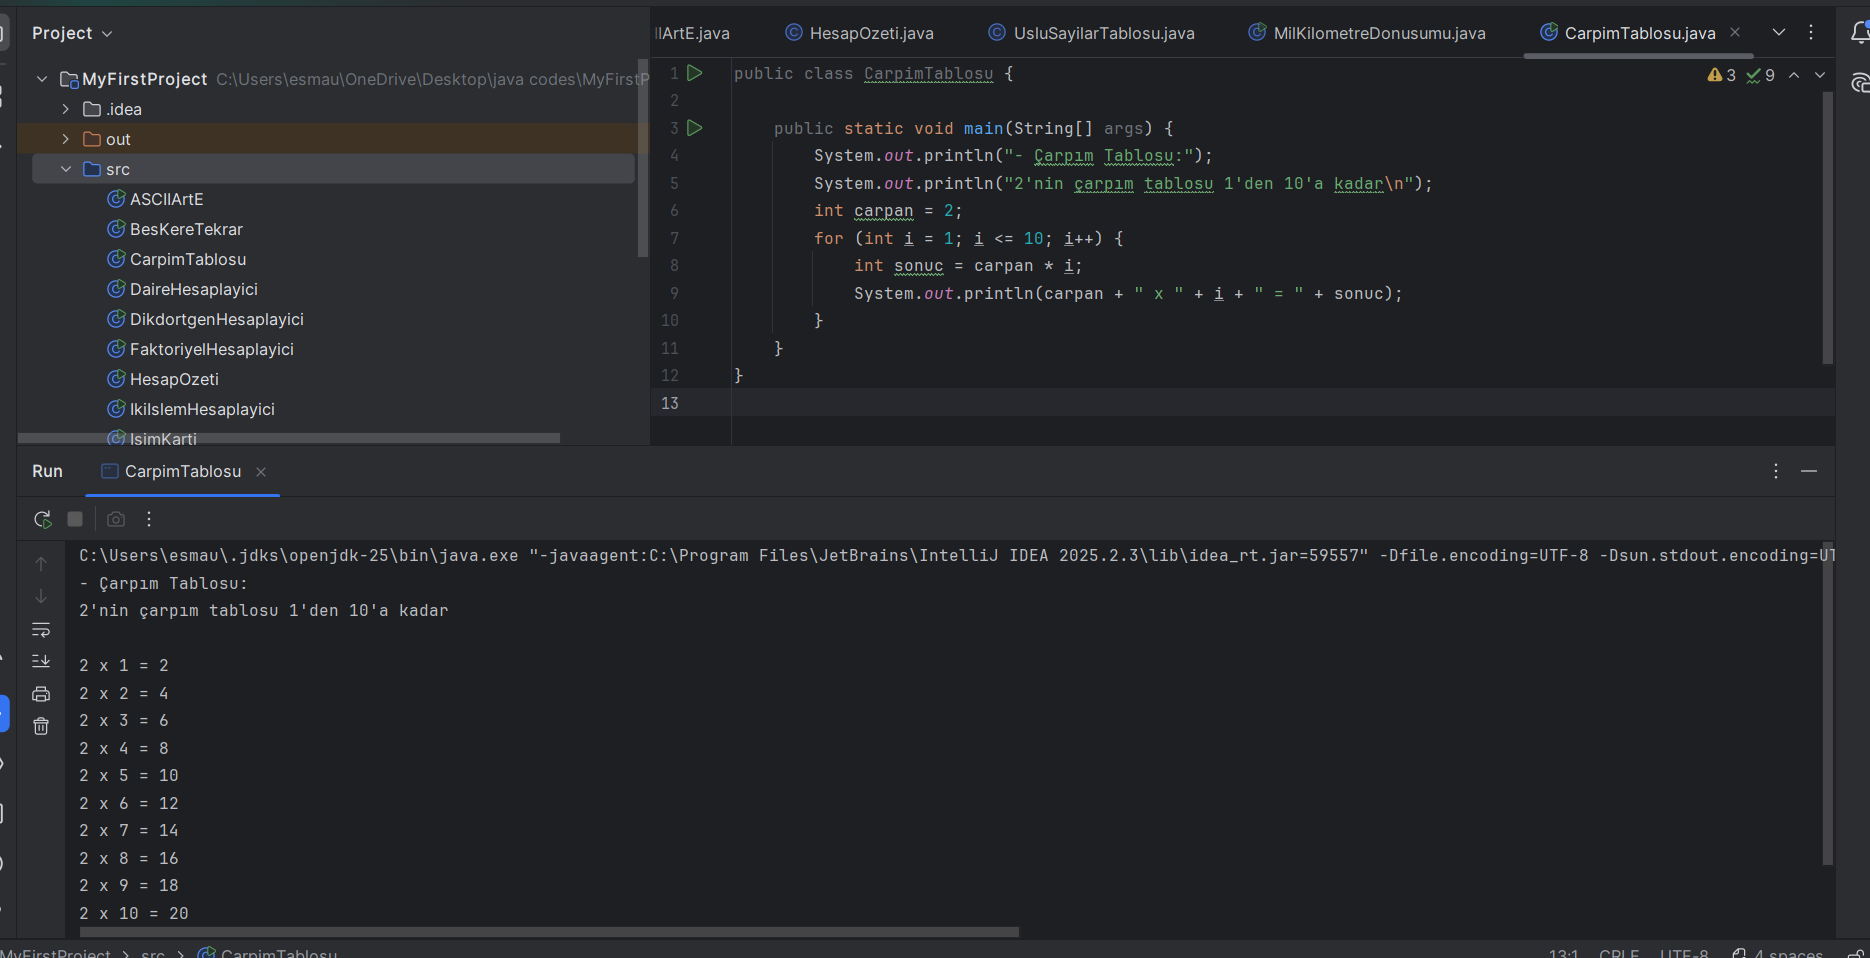 Project
MyFirstProject C:\Users\esmau\OneDrive\Desktop\java codes\MyFirstP
.idea
out
src
ASCIIArtE
BesKereTekrar
CarpimTablosu
DaireHesaplayici
DikdortgenHesaplayici
FaktoriyelHesaplayici
HesapOzeti
IkiIslemHesaplayici
IsimKarti
IIArtE.java HesapOzeti.java UsluSayilarTablosu.java MilKilometreDonusumu.java CarpimTablosu.java
3 9
1 public class CarpimTablosu {
2
3 public static void main(String[] args) {
4 System.out.println("- Çarpım Tablosu:");
5 System.out.println("2'nin çarpım tablosu 1'den 10'a kadar\n");
6 int carpan = 2;
7 for (int i = 1; i <= 10; i++) {
8 int sonuc = carpan * i;
9 System.out.println(carpan + " x " + i + " = " + sonuc);
10 }
11 }
12 }
13
Run CarpimTablosu
C:\Users\esmau\.jdks\openjdk-25\bin\java.exe "-javaagent:C:\Program Files\JetBrains\IntelliJ IDEA 2025.2.3\lib\idea_rt.jar=59557" -Dfile.encoding=UTF-8 -Dsun.stdout.encoding=UT
- Çarpım Tablosu:
2'nin çarpım tablosu 1'den 10'a kadar
2 x 1 = 2
2 x 2 = 4
2 x 3 = 6
2 x 4 = 8
2 x 5 = 10
2 x 6 = 12
2 x 7 = 14
2 x 8 = 16
2 x 9 = 18
2 x 10 = 20
MyFirstProject > src > CarpimTablosu 13:1 CRLF UTF-8 4 spaces